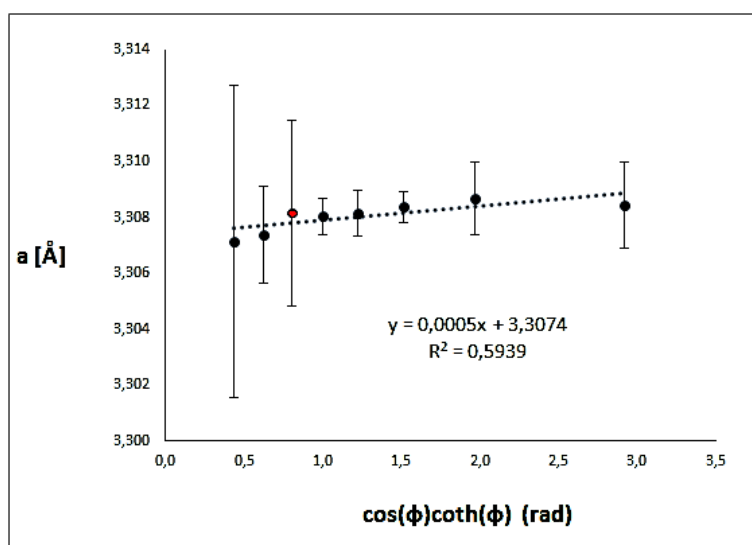 3,314
3,312
3,310
3,308
3,306
3,304
3,302
3,300
a [Å]
y = 0,0005x + 3,3074
R² = 0,5939
0,0 0,5 1,0 1,5 2,0 2,5 3,0 3,5
cos(ϕ)coth(ϕ) (rad)